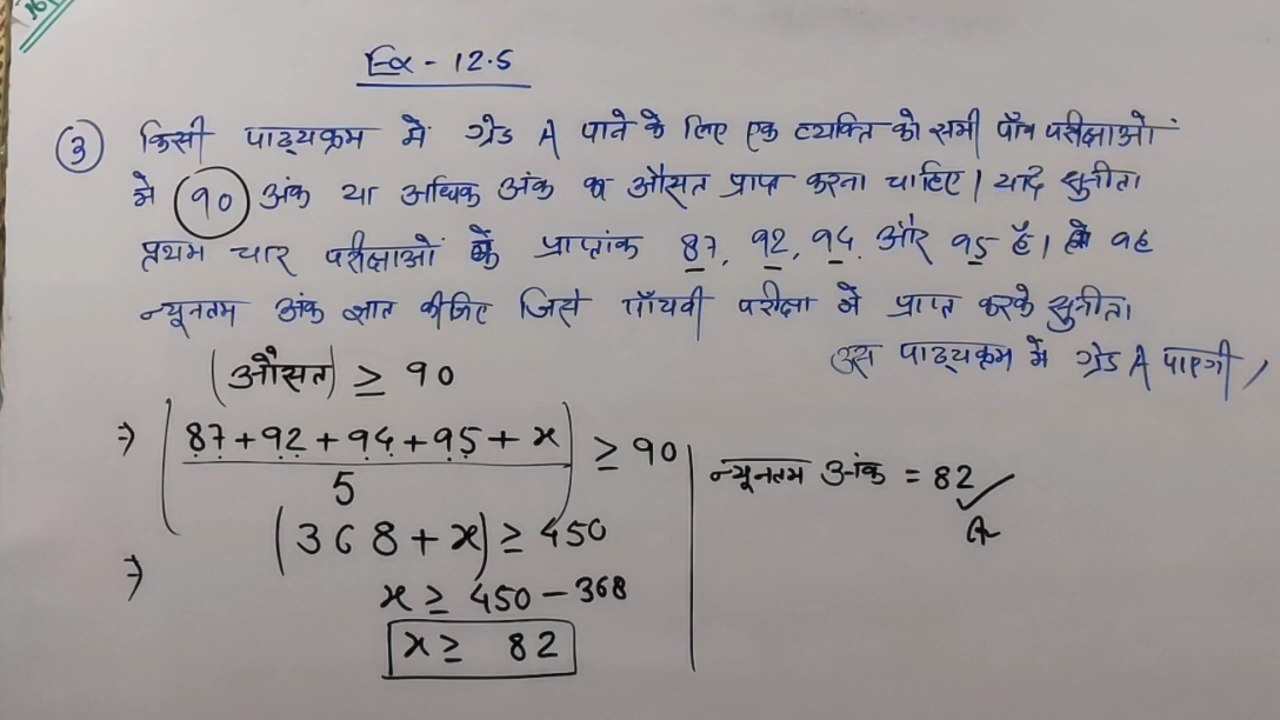 Ex - 12.5
③ किसी पाठ्यक्रम में ग्रेड A पाने के लिए एक व्यक्ति को सभी पाँच परीक्षाओं
में 90 अंक या अधिक अंक का औसत प्राप्त करना चाहिए। यदि सुनीता
प्रथम चार परीक्षाओं के प्राप्तांक 87, 92, 94 और 95 हैं। तो वह
न्यूनतम अंक ज्ञात कीजिए जिसे पाँचवी परीक्षा में प्राप्त करके सुनीता
उस पाठ्यक्रम में ग्रेड A पाएगी,
(औसत) ≥ 90
⇒ (87+92+94+95+x / 5) ≥ 90
(368+x) ≥ 450
⇒ x ≥ 450 - 368
x ≥ 82
न्यूनतम अंक = 82